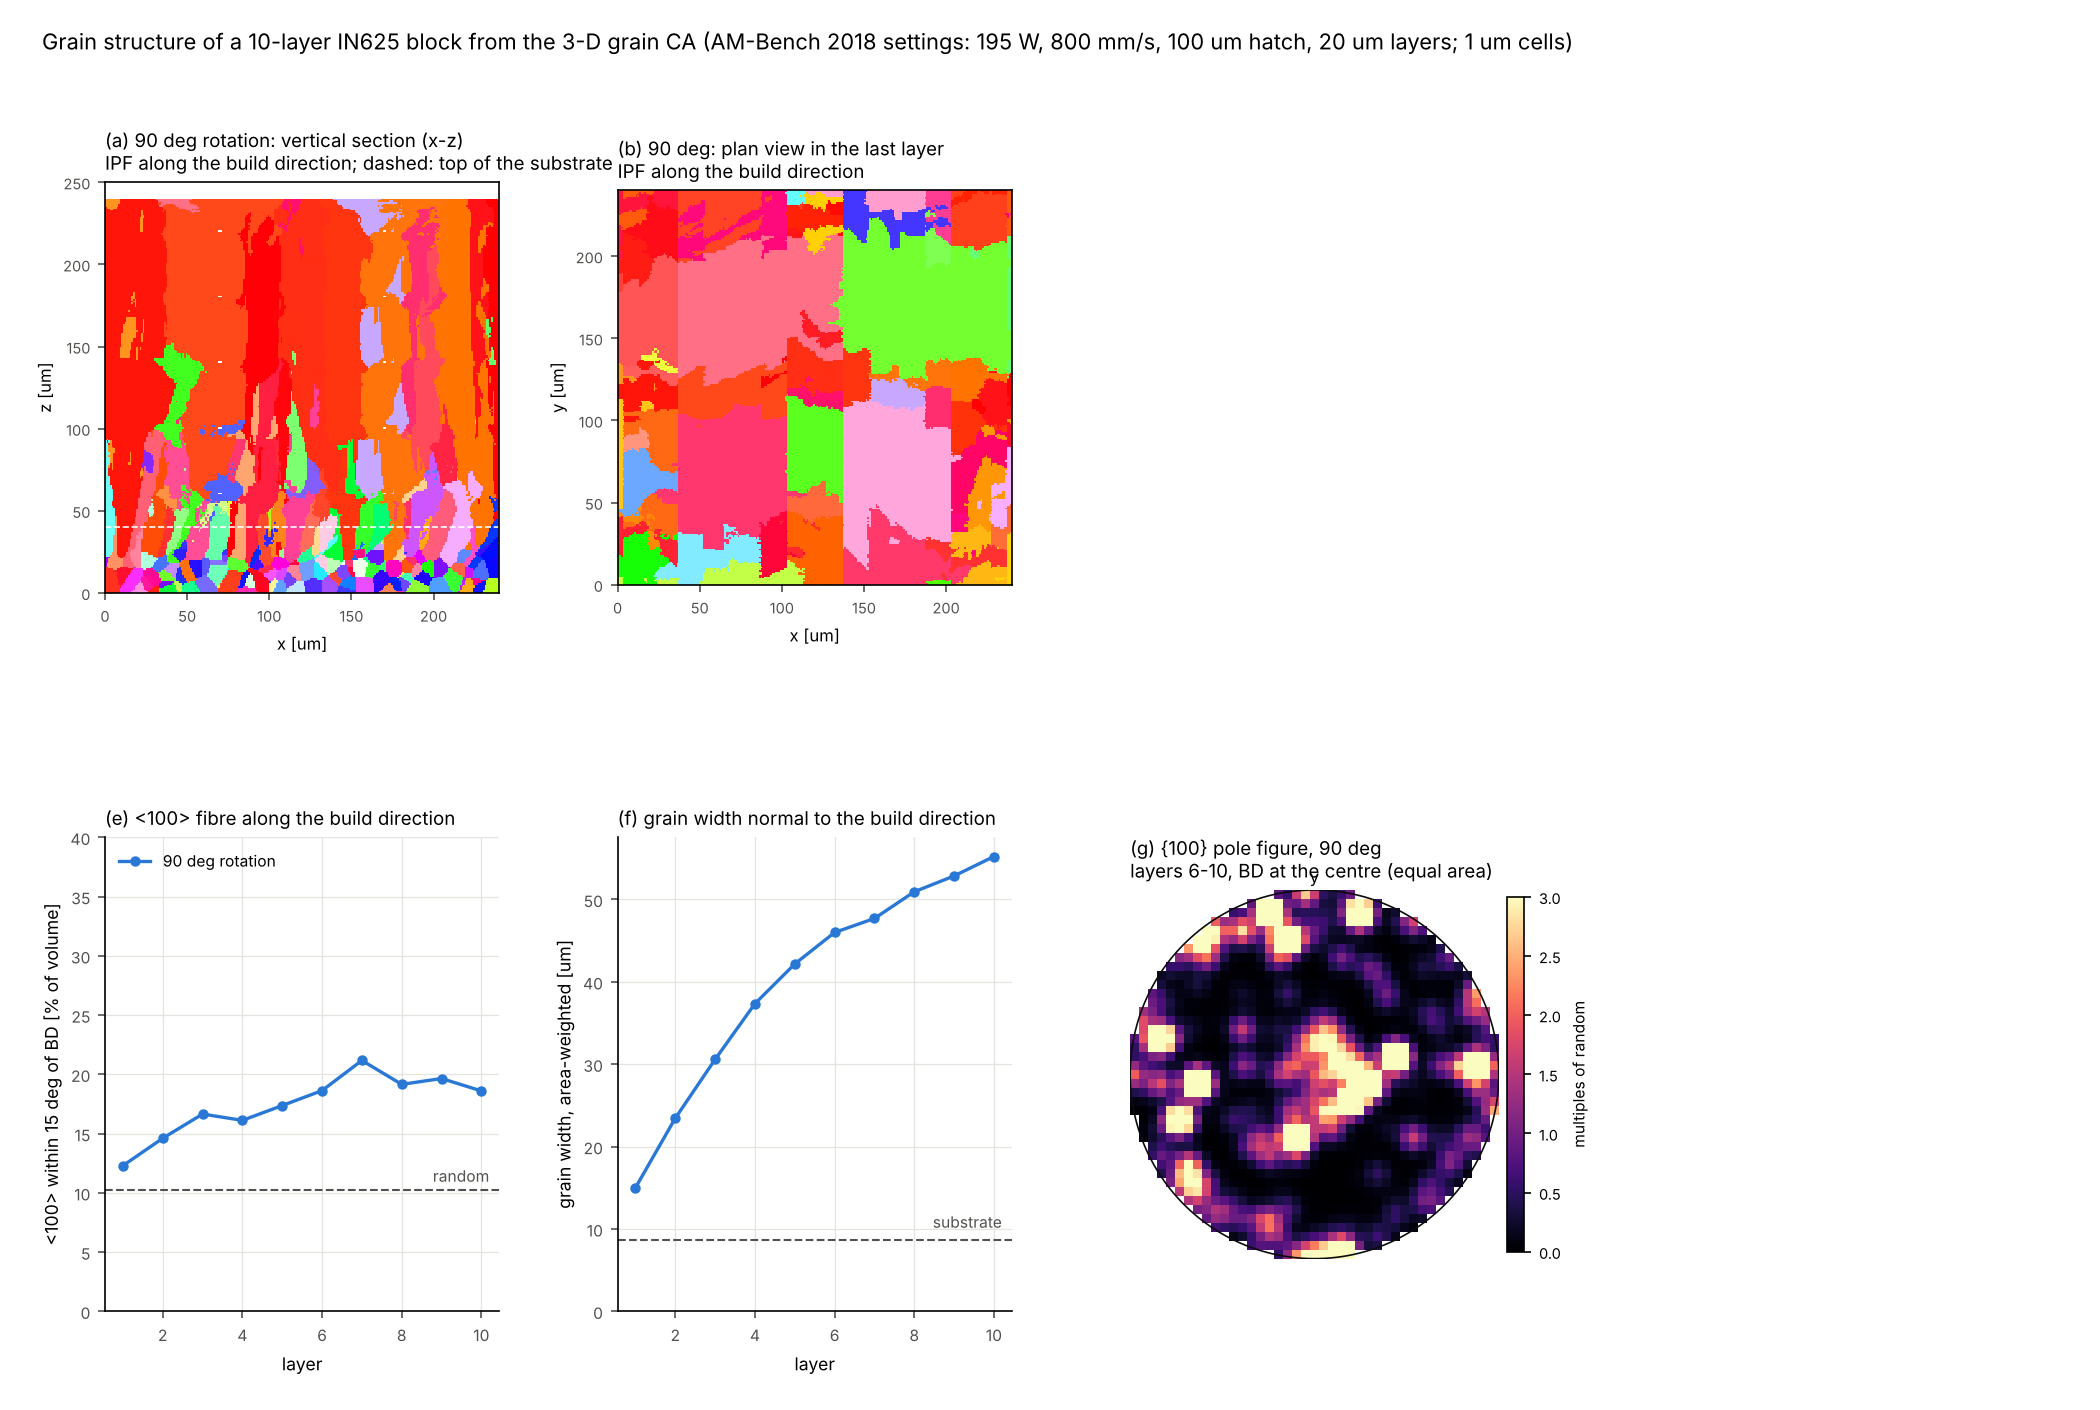 Grain structure of a 10-layer IN625 block from the 3-D grain CA (AM-Bench 2018 settings: 195 W, 800 mm/s, 100 um hatch, 20 um layers; 1 um cells)
(a) 90 deg rotation: vertical section (x-z)
IPF along the build direction; dashed: top of the substrate
250
200
150
100
50
0
z [um]
0 50 100 150 200
x [um]
(b) 90 deg: plan view in the last layer
IPF along the build direction
200
150
100
50
0
y [um]
0 50 100 150 200
x [um]
(e) <100> fibre along the build direction
40
35
30
25
20
15
10
5
0
<100> within 15 deg of BD [% of volume]
90 deg rotation
random
2 4 6 8 10
layer
(f) grain width normal to the build direction
50
40
30
20
10
0
grain width, area-weighted [um]
substrate
2 4 6 8 10
layer
(g) {100} pole figure, 90 deg
layers 6-10, BD at the centre (equal area)
y
3.0
2.5
2.0
1.5
1.0
0.5
0.0
multiples of random